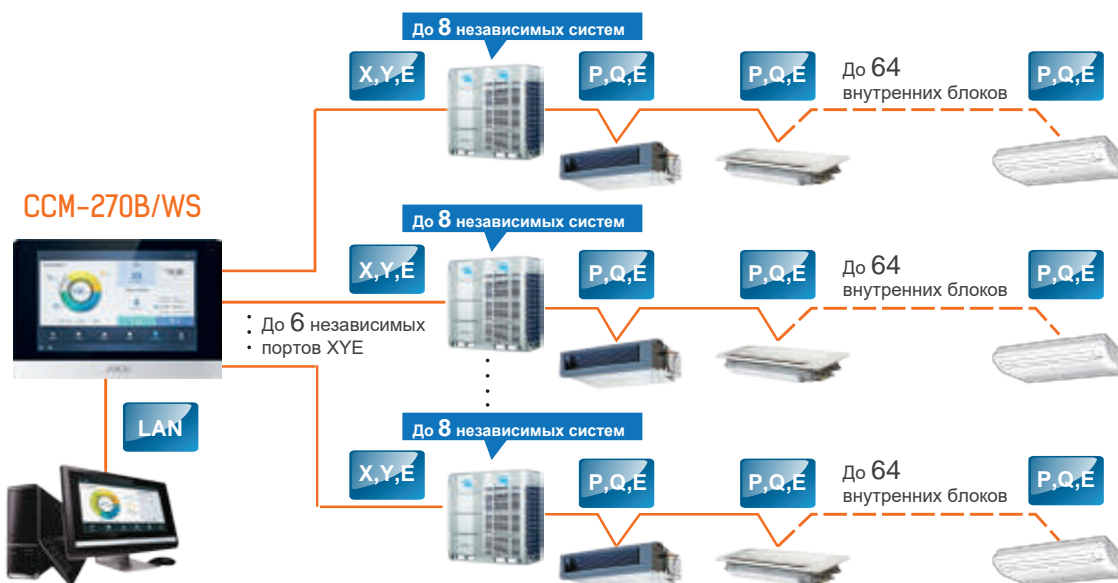 До 8 независимых систем
X,Y,E
P,Q,E
P,Q,E
До 64
внутренних блоков
P,Q,E
CCM-270B/WS
До 8 независимых систем
X,Y,E
P,Q,E
P,Q,E
До 64
внутренних блоков
P,Q,E
До 6 независимых
портов XYE
До 8 независимых систем
LAN
X,Y,E
P,Q,E
P,Q,E
До 64
внутренних блоков
P,Q,E